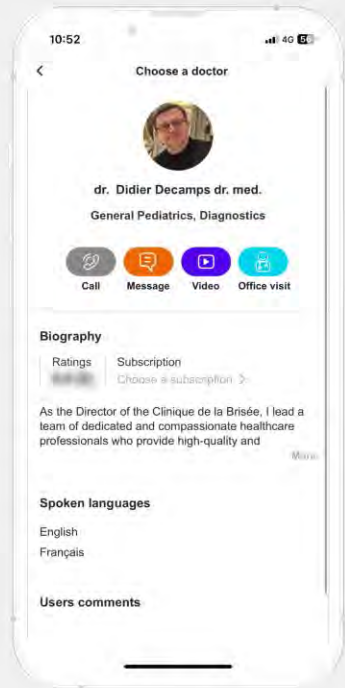 10:52
4G 56
Choose a doctor
dr. Didier Decamps dr. med.
General Pediatrics, Diagnostics
Call Message Video Office visit
Biography
Ratings Subscription
Choose a subscription >
As the Director of the Clinique de la Brisée, I lead a
team of dedicated and compassionate healthcare
professionals who provide high-quality and
More
Spoken languages
English
Français
Users comments